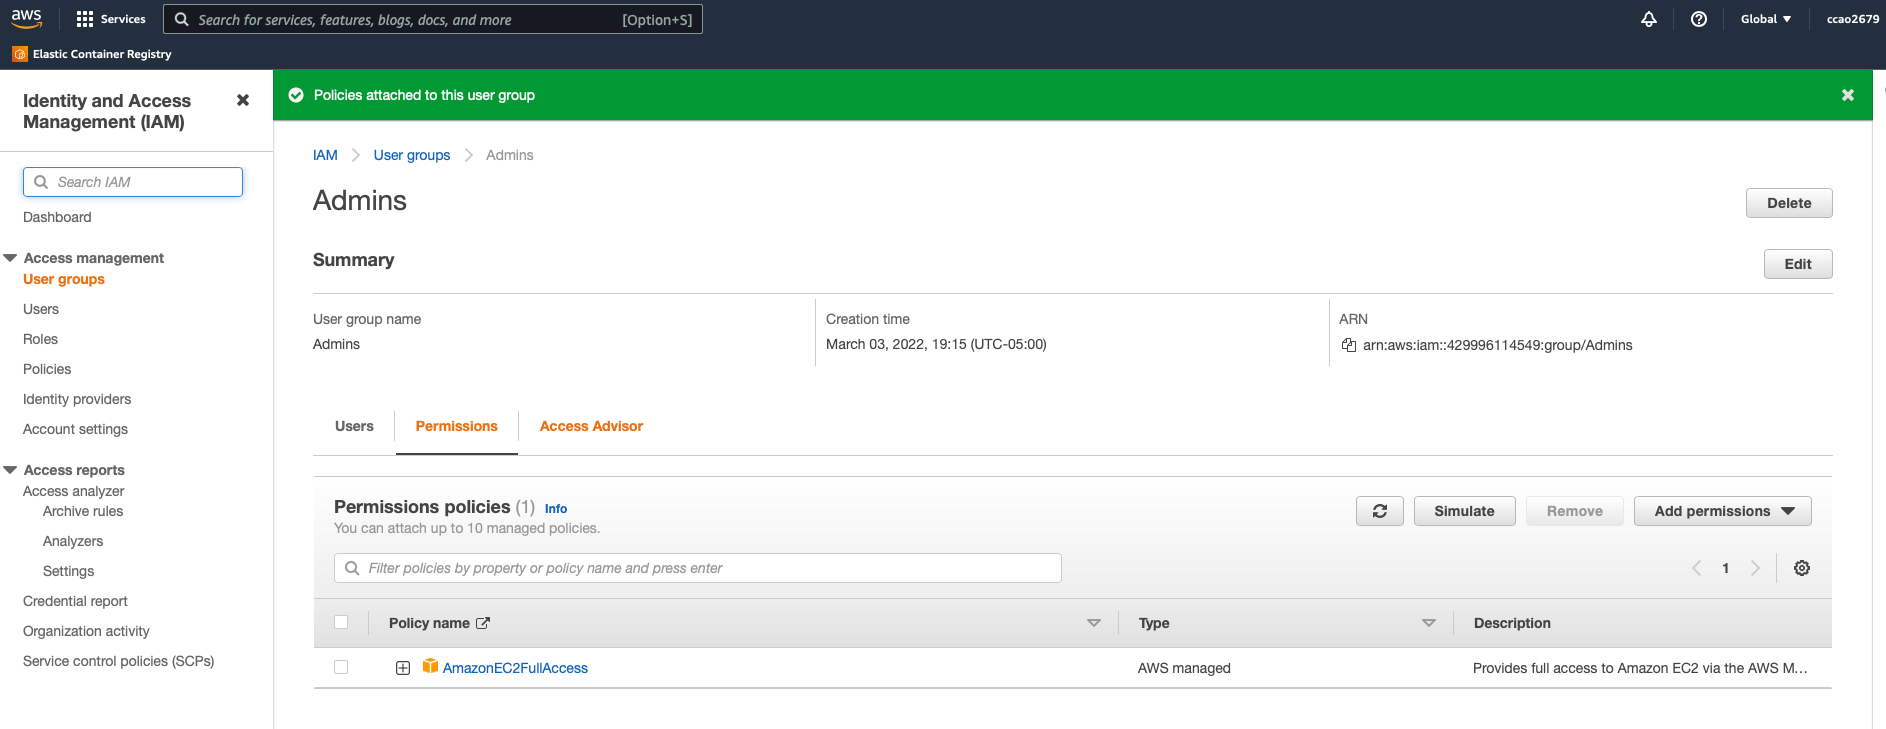 aws
Services
Search for services, features, blogs, docs, and more
[Option+S]
Global
ccao2679
Elastic Container Registry
Identity and Access
Management (IAM)
Search IAM
Dashboard
Access management
User groups
Users
Roles
Policies
Identity providers
Account settings
Access reports
Access analyzer
Archive rules
Analyzers
Settings
Credential report
Organization activity
Service control policies (SCPs)
Policies attached to this user group
IAM > User groups > Admins
Admins
Delete
Summary
Edit
User group name
Admins
Creation time
March 03, 2022, 19:15 (UTC-05:00)
ARN
arn:aws:iam::429996114549:group/Admins
Users
Permissions
Access Advisor
Permissions policies (1) Info
You can attach up to 10 managed policies.
Simulate
Remove
Add permissions
Filter policies by property or policy name and press enter
1
Policy name
Type
Description
AmazonEC2FullAccess
AWS managed
Provides full access to Amazon EC2 via the AWS M...